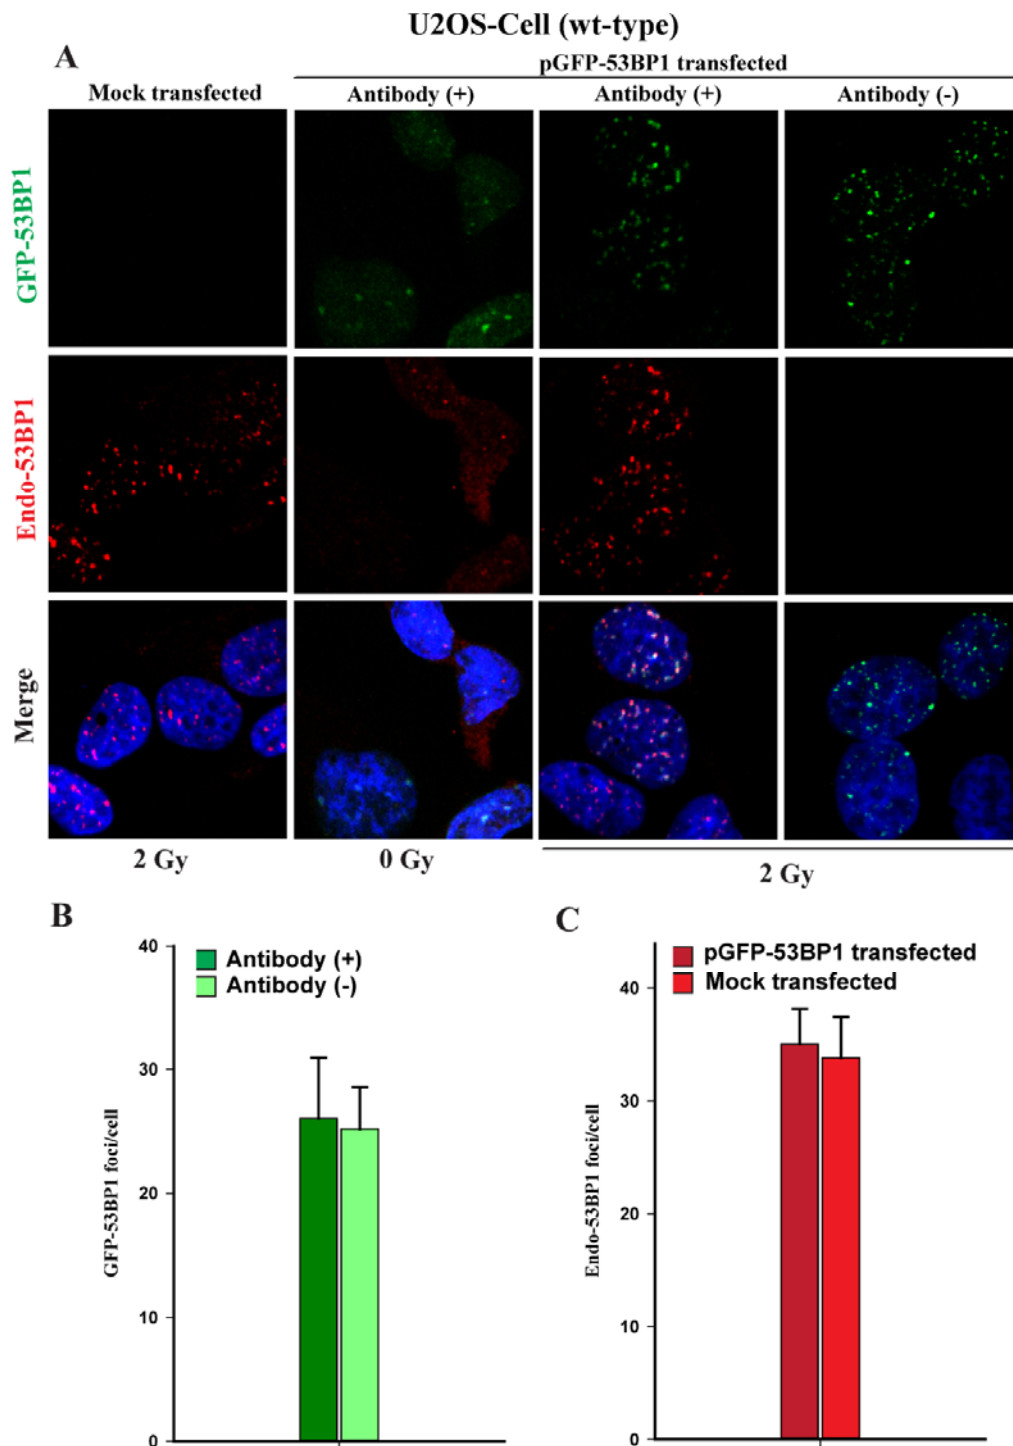 U2OS-Cell (wt-type)
A
pGFP-53BP1 transfected
Mock transfected
Antibody (+)
Antibody (+)
Antibody (-)
GFP-53BP1
Endo-53BP1
Merge
2 Gy
0 Gy
2 Gy
B
40
30
20
10
0
GFP-53BP1 foci/cell
Antibody (+)
Antibody (-)
C
40
30
20
10
0
Endo-53BP1 foci/cell
pGFP-53BP1 transfected
Mock transfected